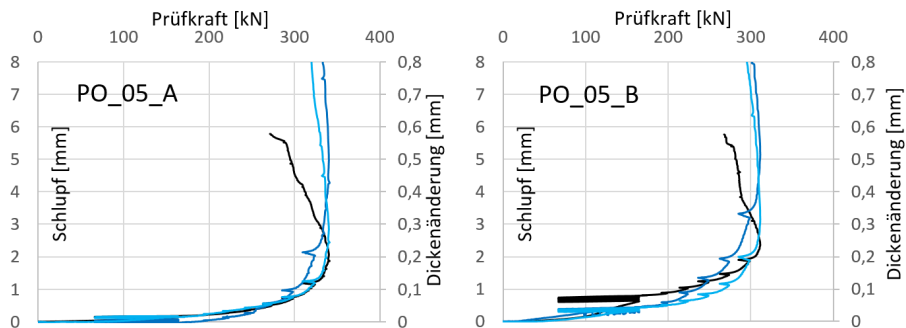 Prüfkraft [kN]
0 100 200 300 400
8 0,8
7 0,7
6 0,6
5 0,5
4 0,4
3 0,3
2 0,2
1 0,1
0 0
PO_05_A
Schlupf [mm]
Dickenänderung [mm]
Prüfkraft [kN]
0 100 200 300 400
8 0,8
7 0,7
6 0,6
5 0,5
4 0,4
3 0,3
2 0,2
1 0,1
0 0
PO_05_B
Schlupf [mm]
Dickenänderung [mm]